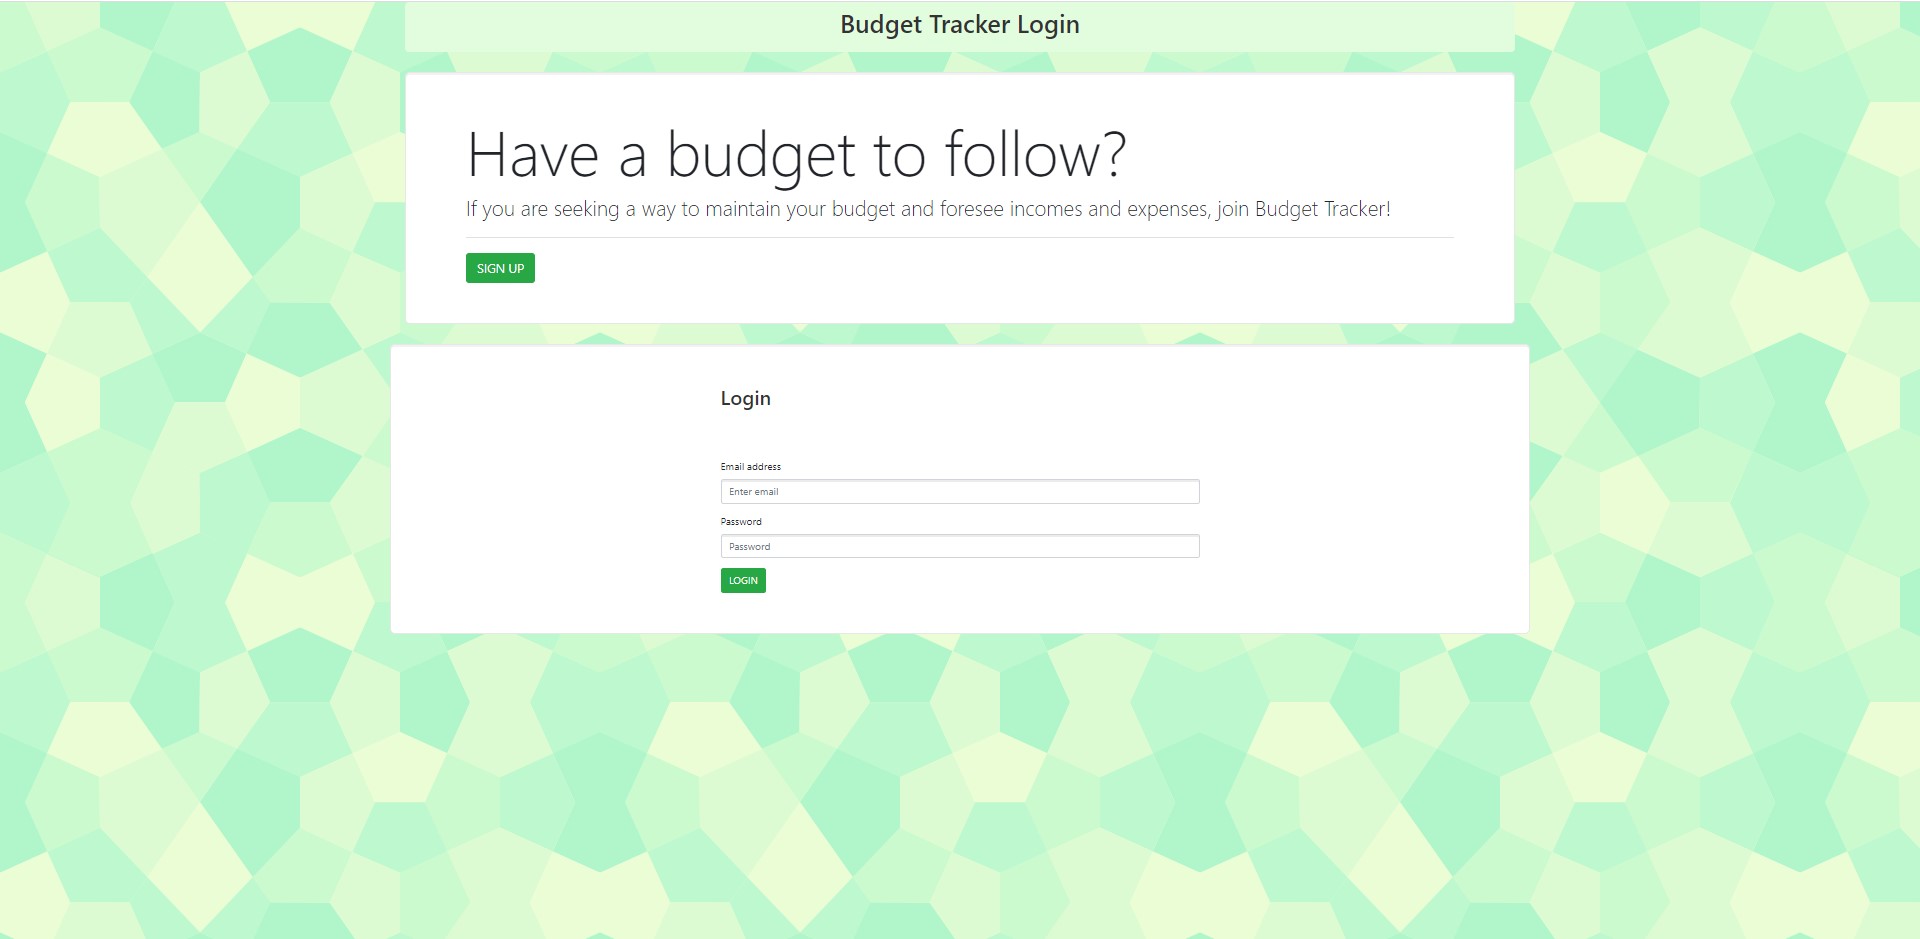 Budget Tracker Login
Have a budget to follow?
If you are seeking a way to maintain your budget and foresee incomes and expenses, join Budget Tracker!
SIGN UP
Login
Email address
Enter email
Password
Password
LOGIN